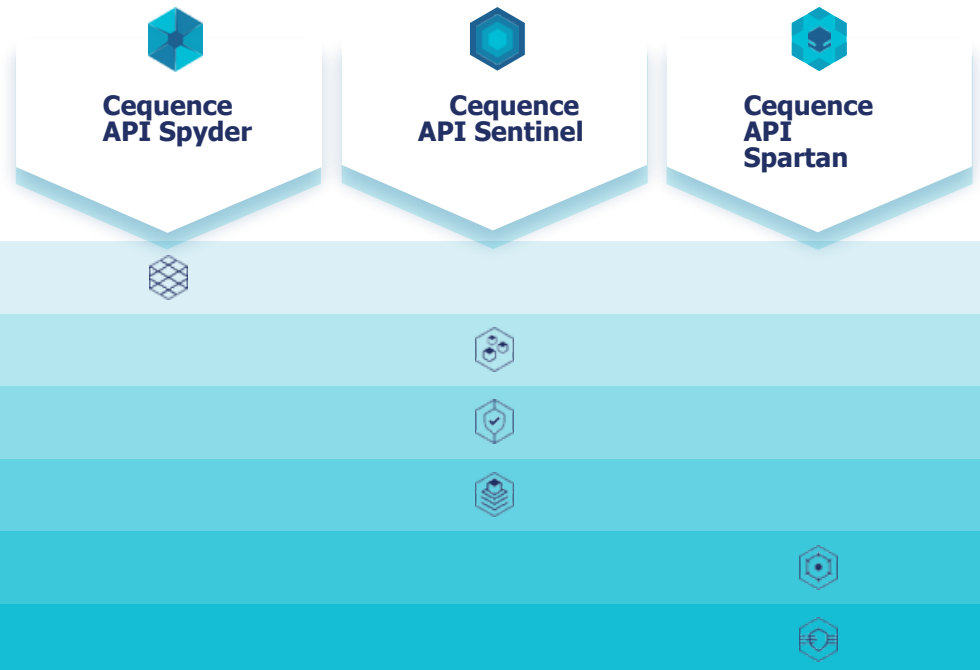 Cequence
API Spyder
Cequence
API Sentinel
Cequence
API
Spartan